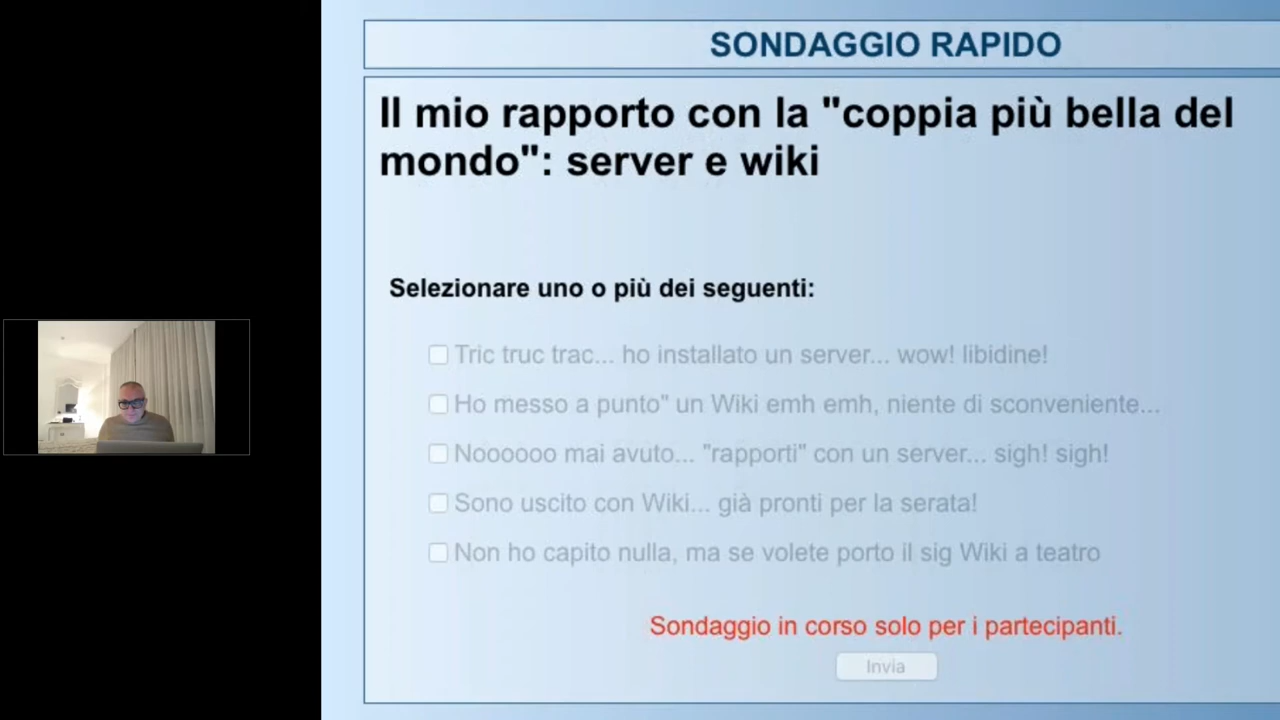 SONDAGGIO RAPIDO
Il mio rapporto con la "coppia più bella del
mondo": server e wiki
Selezionare uno o più dei seguenti:
Tric truc trac... ho installato un server... wow! libidine!
Ho messo a punto" un Wiki emh emh, niente di sconveniente...
Noooooo mai avuto... "rapporti" con un server... sigh! sigh!
Sono uscito con Wiki... già pronti per la serata!
Non ho capito nulla, ma se volete porto il sig Wiki a teatro
Sondaggio in corso solo per i partecipanti.
Invia